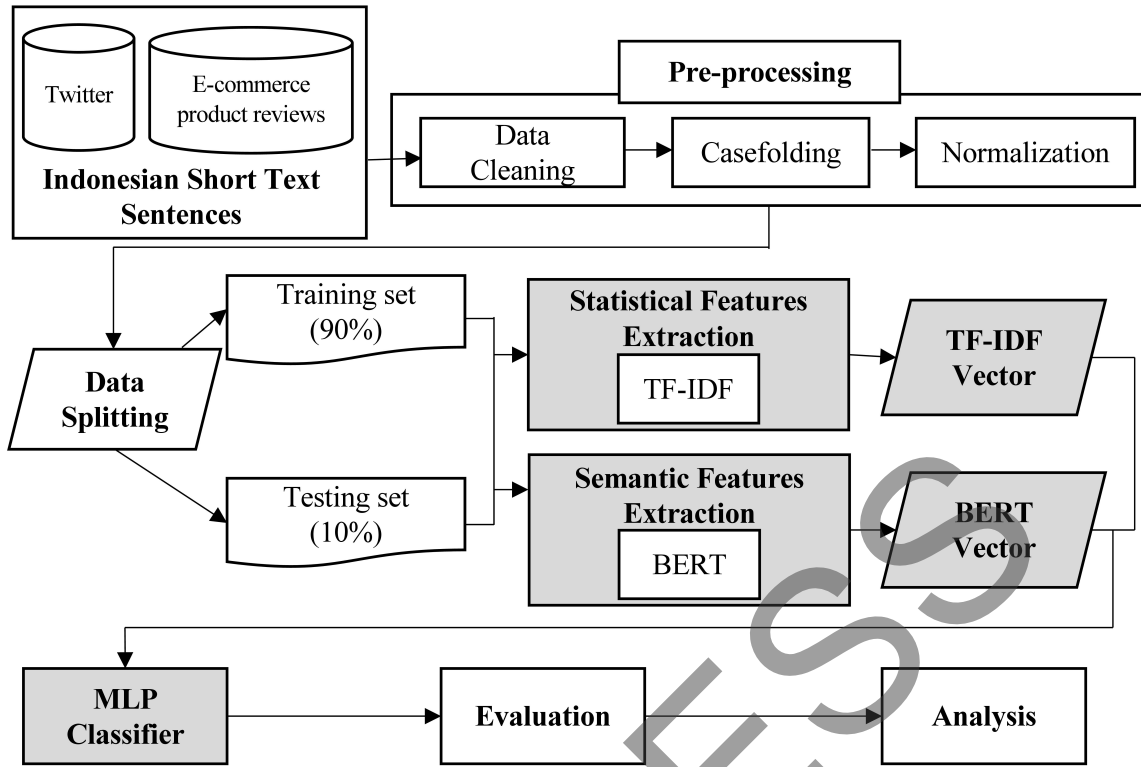 Twitter
E-commerce
product reviews
Indonesian Short Text
Sentences
Pre-processing
Data
Cleaning
Casefolding
Normalization
Training set
(90%)
Data
Splitting
Testing set
(10%)
Statistical Features
Extraction
TF-IDF
TF-IDF
Vector
Semantic Features
Extraction
BERT
BERT
Vector
MLP
Classifier
Evaluation
Analysis
ESS